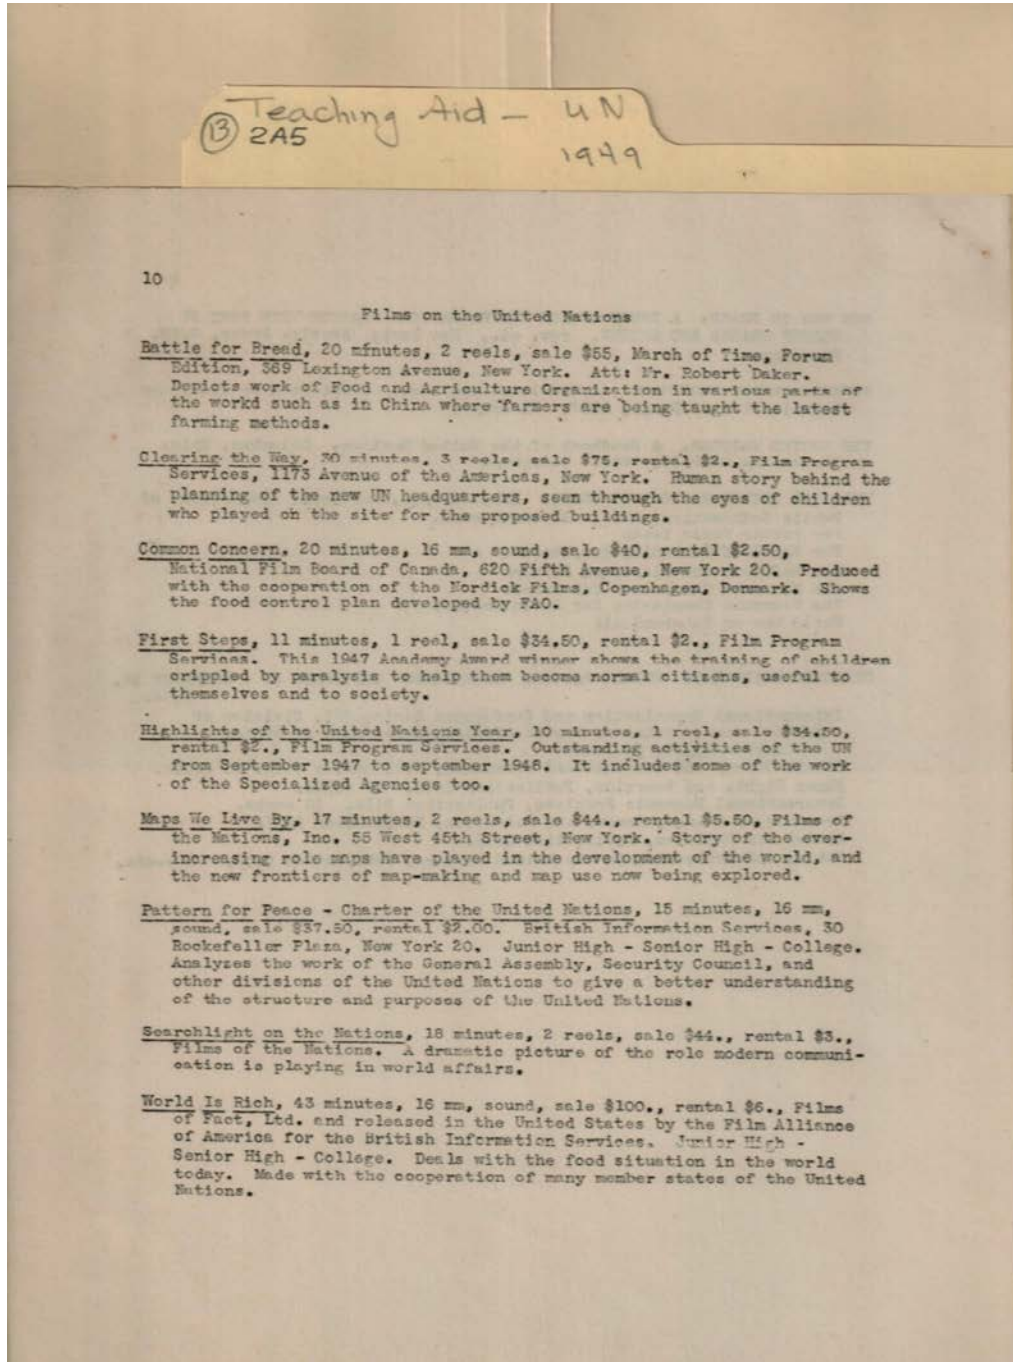 Teaching Aid - UN
13 2A5
1949
10
Films on the United Nations
Battle for Bread, 20 minutes, 2 reels, sale $55, March of Time, Forum
Edition, 369 Lexington Avenue, New York. Att: Mr. Robert Daker.
Depicts work of Food and Agriculture Organization in various parts of
the workd such as in China where farmers are being taught the latest
farming methods.
Clearing the Way, 30 minutes, 3 reels, sale $75, rental $2., Film Program
Services, 1173 Avenue of the Americas, New York. Human story behind the
planning of the new UN headquarters, seen through the eyes of children
who played on the site for the proposed buildings.
Common Concern, 20 minutes, 16 mm, sound, sale $40, rental $2.50,
National Film Board of Canada, 620 Fifth Avenue, New York 20. Produced
with the cooperation of the Nordick Films, Copenhagen, Denmark. Shows
the food control plan developed by FAO.
First Steps, 11 minutes, 1 reel, sale $34.50, rental $2., Film Program
Services. This 1947 Academy Award winner shows the training of children
crippled by paralysis to help them become normal citizens, useful to
themselves and to society.
Highlights of the United Nations Year, 10 minutes, 1 reel, sale $34.50,
rental $2., Film Program Services. Outstanding activities of the UN
from September 1947 to september 1948. It includes some of the work
of the Specialized Agencies too.
Maps We Live By, 17 minutes, 2 reels, sale $44., rental $5.50, Films of
the Nations, Inc. 55 West 45th Street, New York. Story of the ever-
increasing role maps have played in the development of the world, and
the new frontiers of map-making and map use now being explored.
Pattern for Peace - Charter of the United Nations, 15 minutes, 16 mm,
sound, sale $37.50, rental $2.00. British Information Services, 30
Rockefeller Plaza, New York 20. Junior High - Senior High - College.
Analyzes the work of the General Assembly, Security Council, and
other divisions of the United Nations to give a better understanding
of the structure and purposes of the United Nations.
Searchlight on the Nations, 18 minutes, 2 reels, sale $44., rental $3.,
Films of the Nations. A dramatic picture of the role modern communi-
cation is playing in world affairs.
World Is Rich, 43 minutes, 16 mm, sound, sale $100., rental $6., Films
of Fact, Ltd. and released in the United States by the Film Alliance
of America for the British Information Services. Junior High -
Senior High - College. Deals with the food situation in the world
today. Made with the cooperation of many member states of the United
Nations.